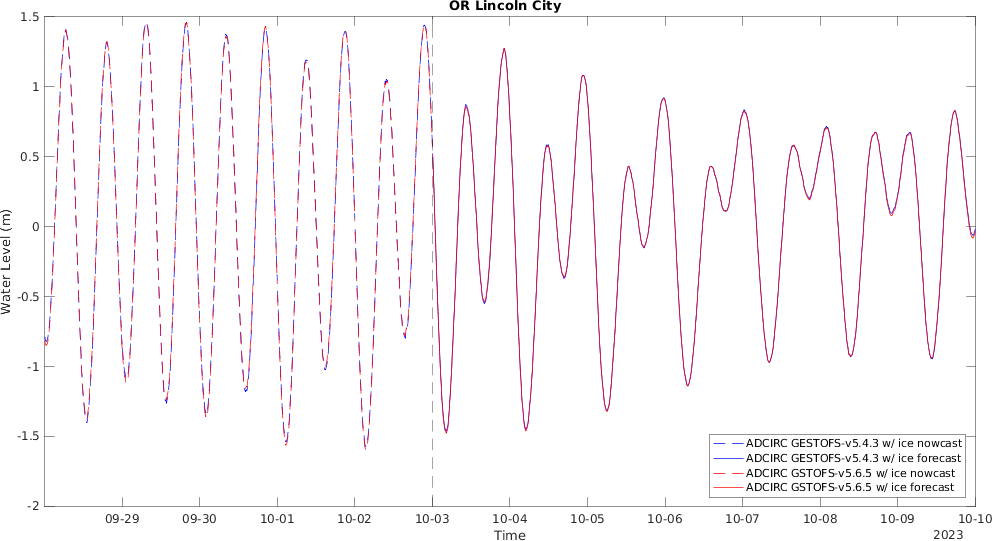 OR Lincoln City
1.5
1
0.5
0
-0.5
-1
-1.5
-2
Water Level (m)
ADCIRC GESTOFS-v5.4.3 w/ ice nowcast
ADCIRC GESTOFS-v5.4.3 w/ ice forecast
ADCIRC GSTOFS-v5.6.5 w/ ice nowcast
ADCIRC GSTOFS-v5.6.5 w/ ice forecast
09-29 09-30 10-01 10-02 10-03 10-04 10-05 10-06 10-07 10-08 10-09 10-10
Time
2023